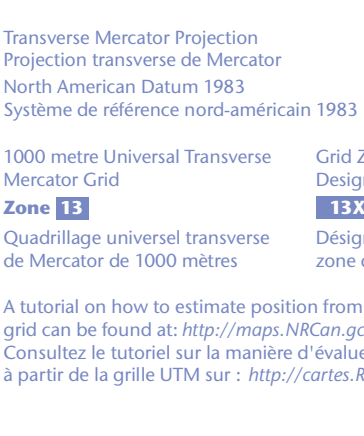 Transverse Mercator Projection
Projection transverse de Mercator
North American Datum 1983
Système de référence nord-américain 1983
1000 metre Universal Transverse
Mercator Grid
Zone 13
Quadrillage universel transverse
de Mercator de 1000 mètres
Grid
13X
zone
A tutorial on how to estimate position from
grid can be found at: http://maps.NRCan.gc
Consultez le tutoriel sur la manière
à partir de la grille UTM sur : http://cartes.R